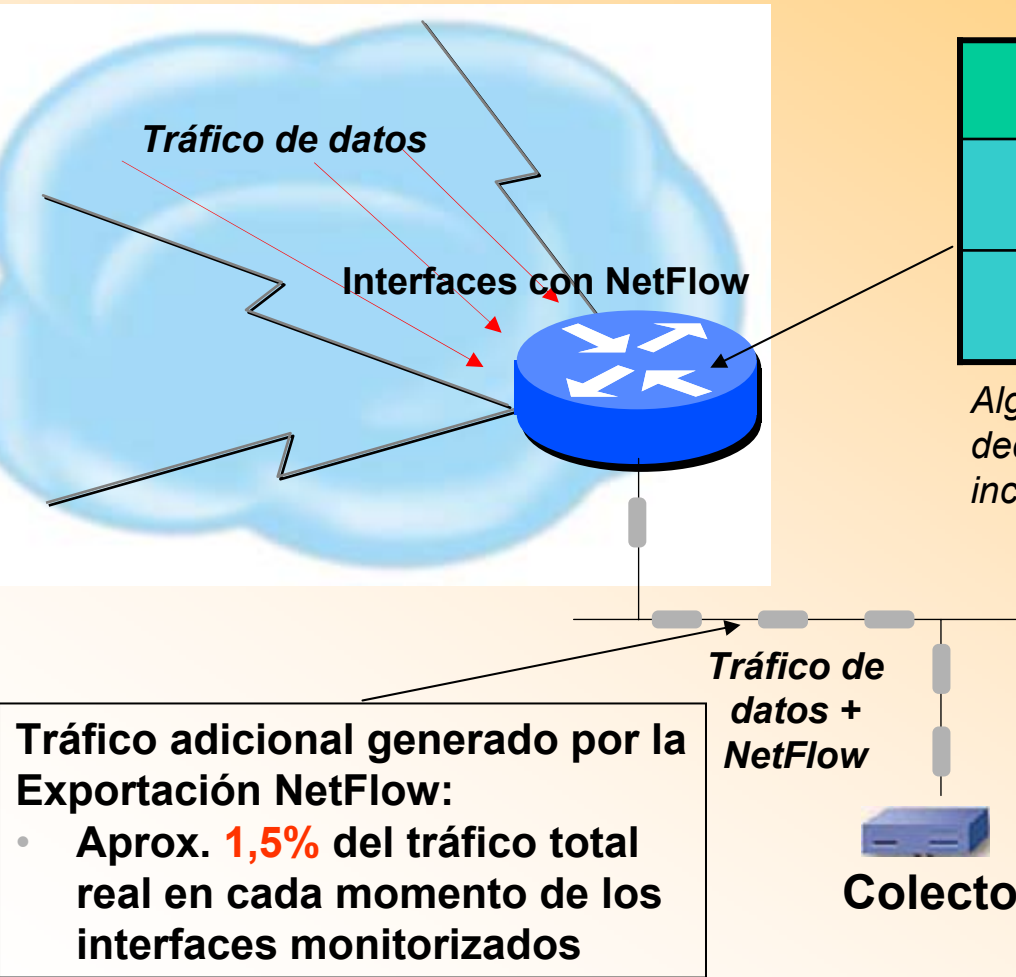 Tráfico de datos
Interfaces con NetFlow
Tráfico de
datos +
NetFlow
Tráfico adicional generado por la
Exportación NetFlow:
• Aprox. 1,5% del tráfico total
real en cada momento de los
interfaces monitorizados
Colecto